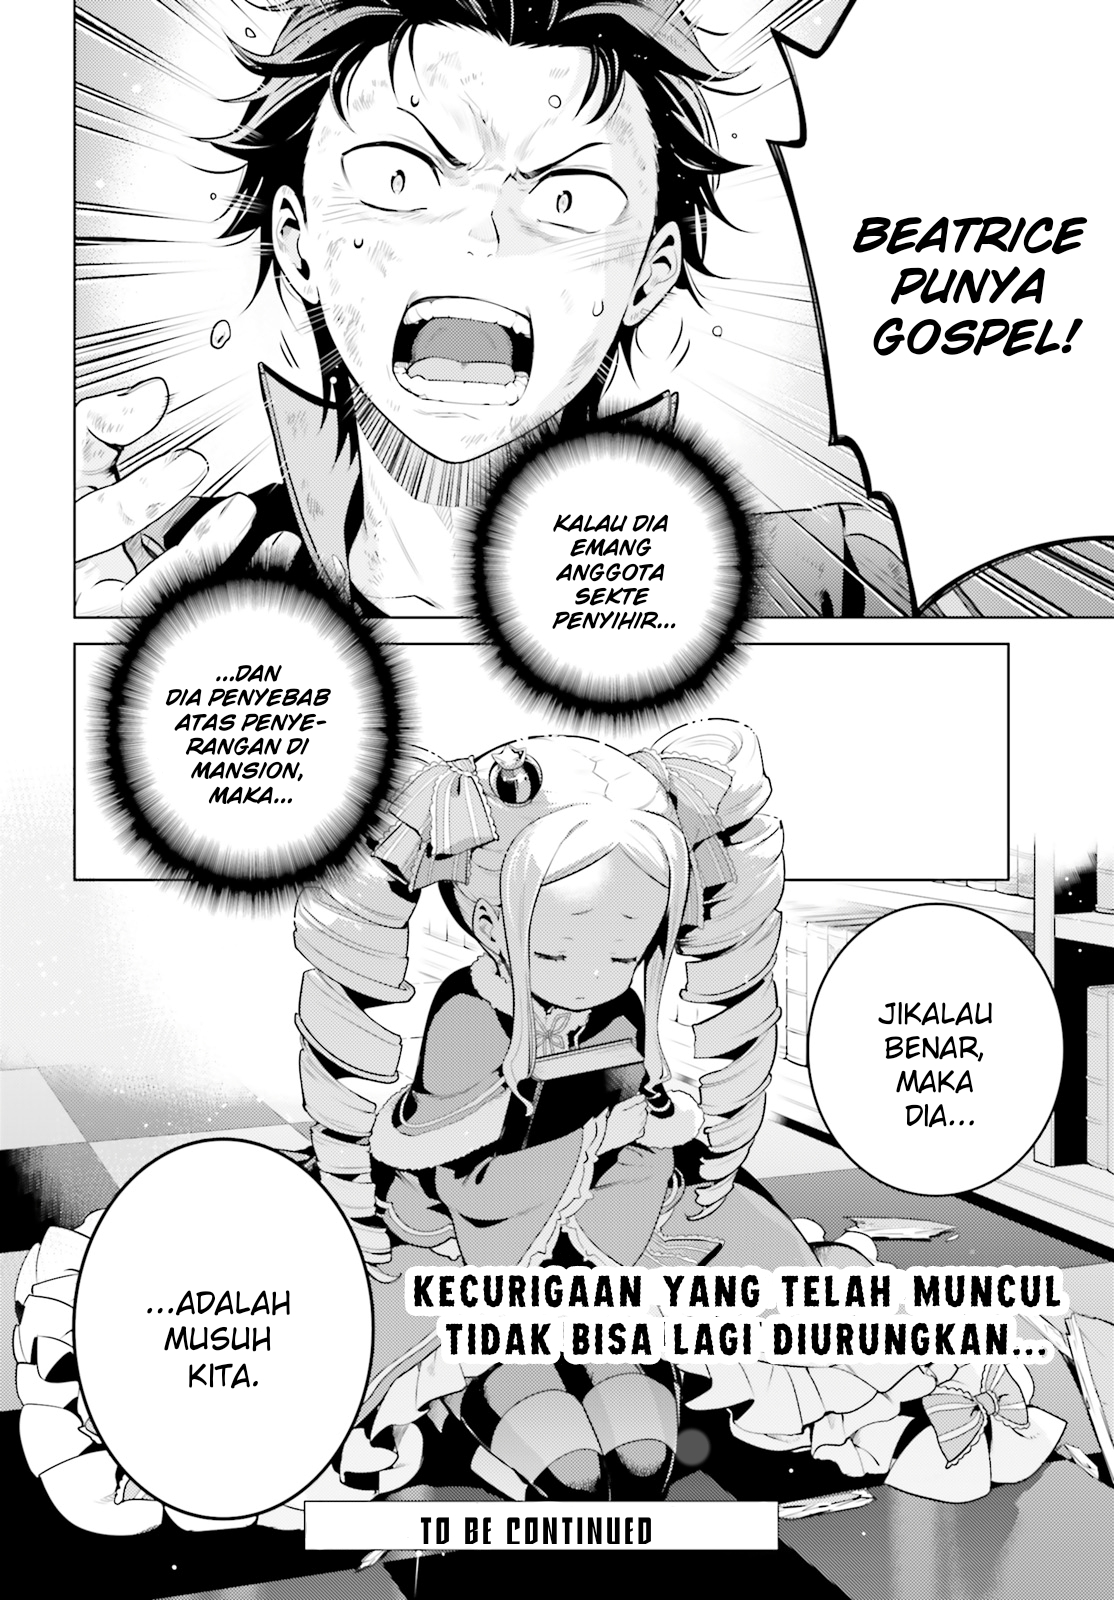 BEATRICE
PUNYA
GOSPEL!
KALAU DIA
EMANG
ANGGOTA
SEKTE
PENYIHIR...
...DAN
DIA PENYEBAB
ATAS PENYE-
RANGAN DI
MANSION,
MAKA...
JIKALAU
BENAR,
MAKA
DIA...
...ADALAH
MUSUH
KITA.
KECURIGAAN YANG TELAH MUNCUL
TIDAK BISA LAGI DIURUNGKAN...
TO BE CONTINUED